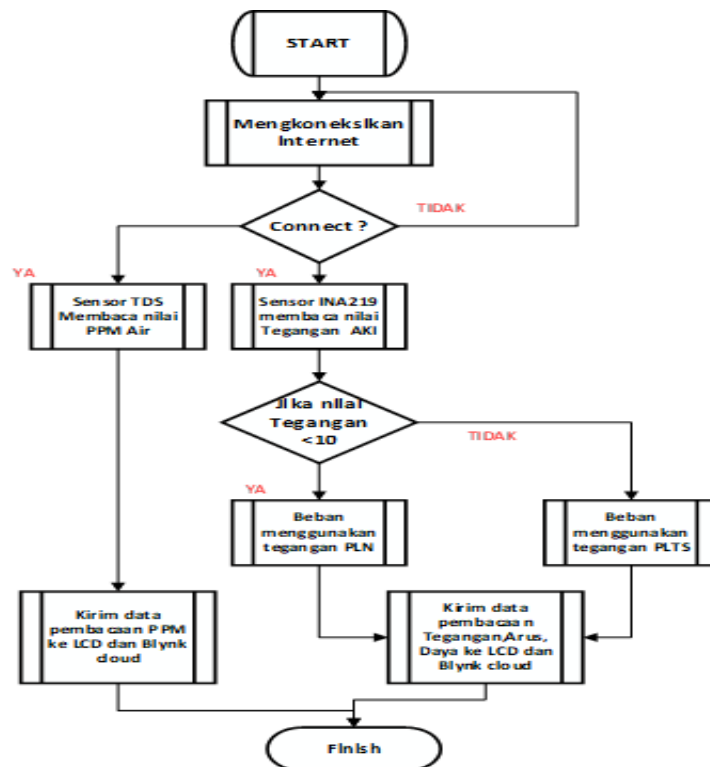 START
Mengkoneksikan
Internet
Connect ?
TIDAK
YA
Sensor TDS
Membaca nilai
PPM Air
YA
Sensor INA219
membaca nilai
Tegangan AKI
Jika nilai
Tegangan
<10
TIDAK
YA
Beban
menggunakan
tegangan PLN
Beban
menggunakan
tegangan PLTS
Kirim data
pembacaan PPM
ke LCD dan Blynk
cloud
Kirim data
pembacaan
Tegangan,Arus,
Daya ke LCD dan
Blynk cloud
Finish